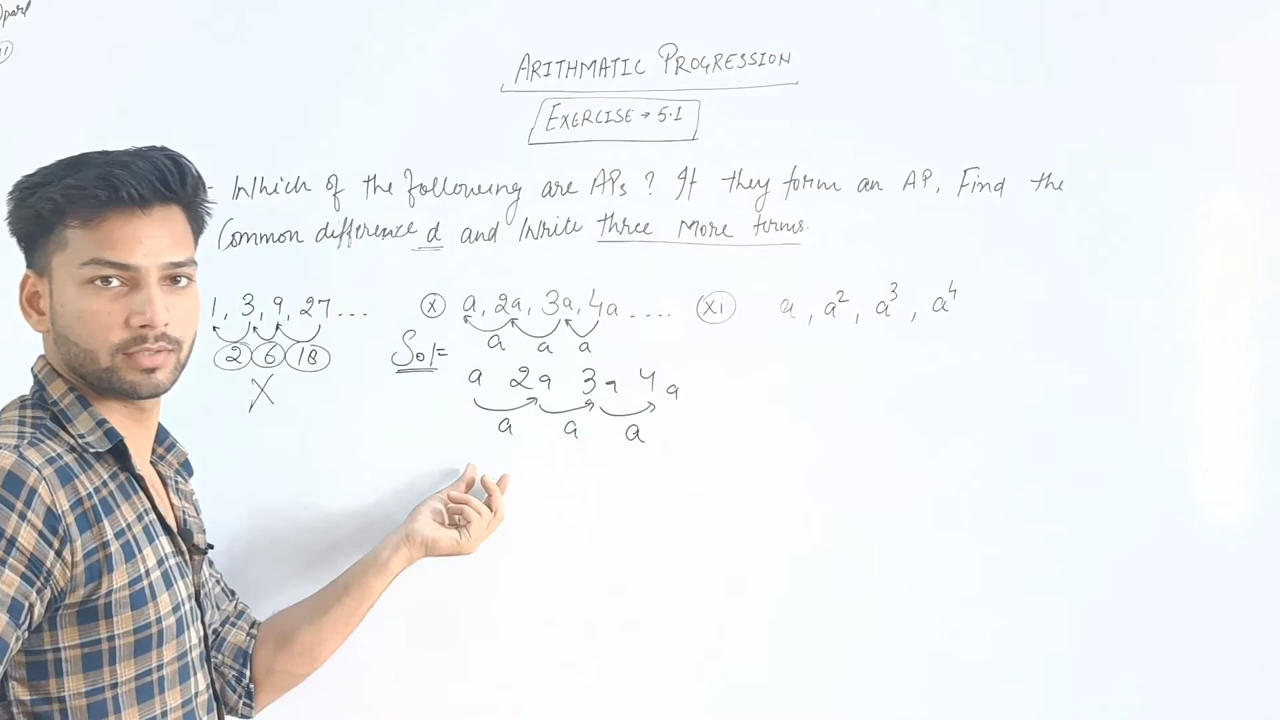 ARITHMATIC PROGRESSION
EXERCISE → 5.1
Which of the following are APs ? If they form an AP. Find the
Common difference d and Write three More terms.
1, 3, 9, 27 ...
2 6 18
X
(x) a, 2a, 3a, 4a ....
a a a
Sol=
a 2a 3a 4a
a a a
(xi) a , a² , a³ , a⁴